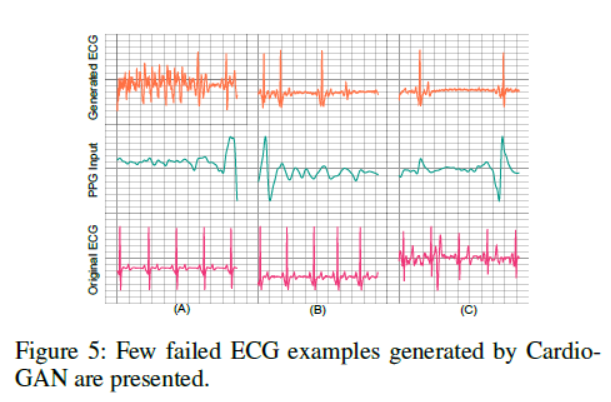 Generated ECG
PPG Input
Original ECG
(A)
(B)
(C)
Figure 5: Few failed ECG examples generated by Cardio-
GAN are presented.